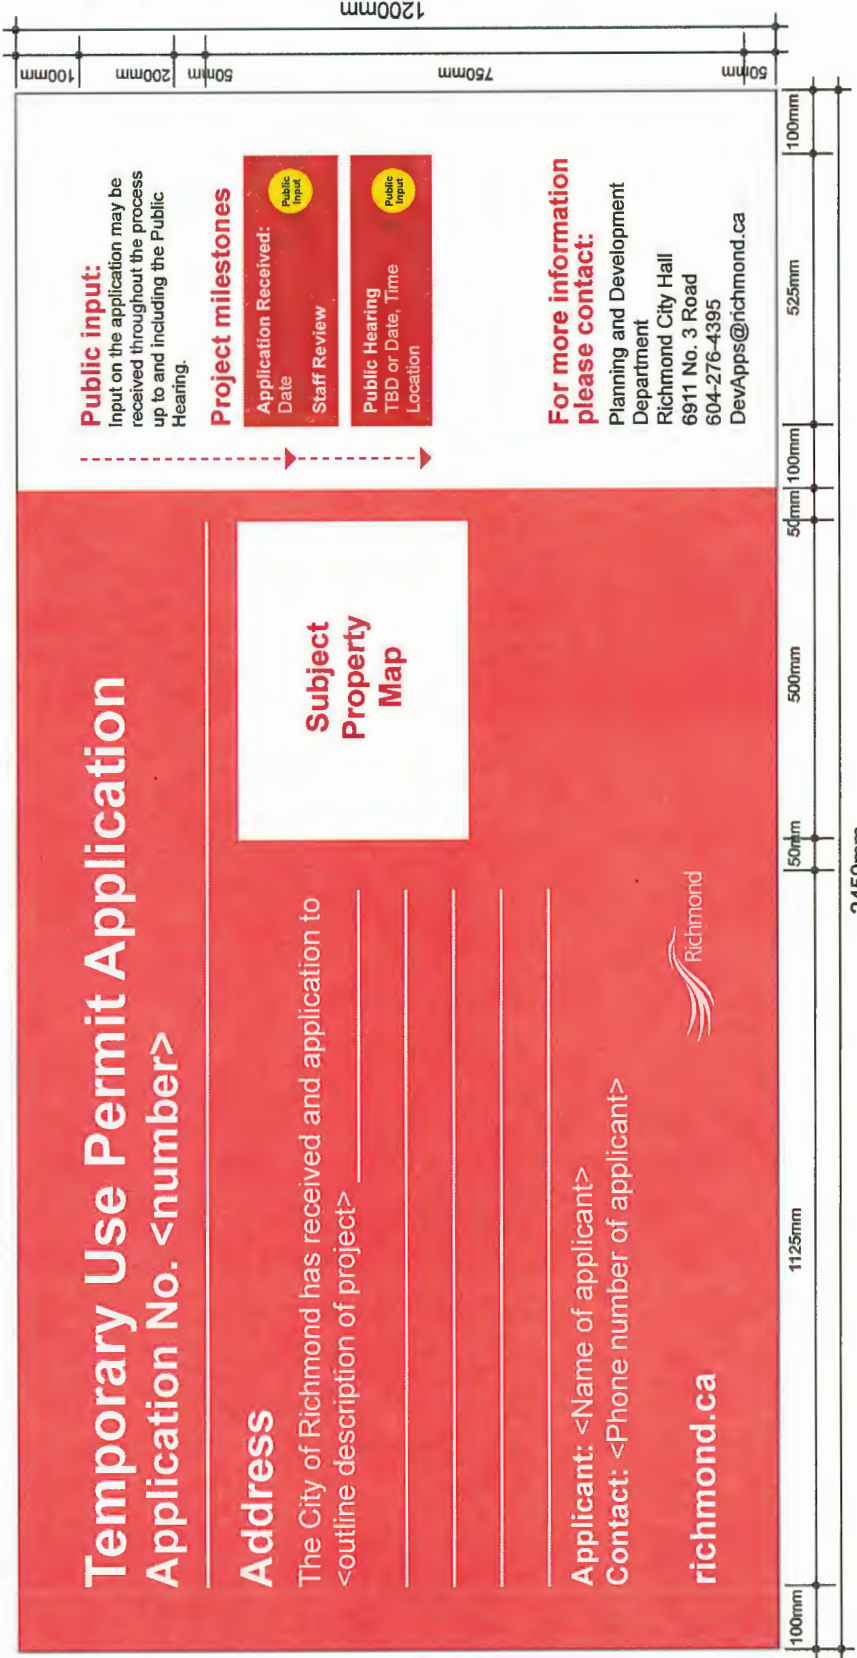 Temporary Use Permit Application
Application No. <number>
Address
The City of Richmond has received and application to
<outline description of project>
Subject
Property
Map
Applicant: <Name of applicant>
Contact: <Phone number of applicant>
richmond.ca
Richmond
Public input:
Input on the application may be
received throughout the process
up to and including the Public
Hearing.
Project milestones
Application Received:
Date
Staff Review
Public
Input
Public Hearing
TBD or Date, Time
Location
Public
Input
For more information
please contact:
Planning and Development
Department
Richmond City Hall
6911 No. 3 Road
604-276-4395
DevApps@richmond.ca
100mm
200mm
50mm
750mm
50mm
1200mm
100mm
1125mm
50mm
500mm
50mm
100mm
525mm
100mm